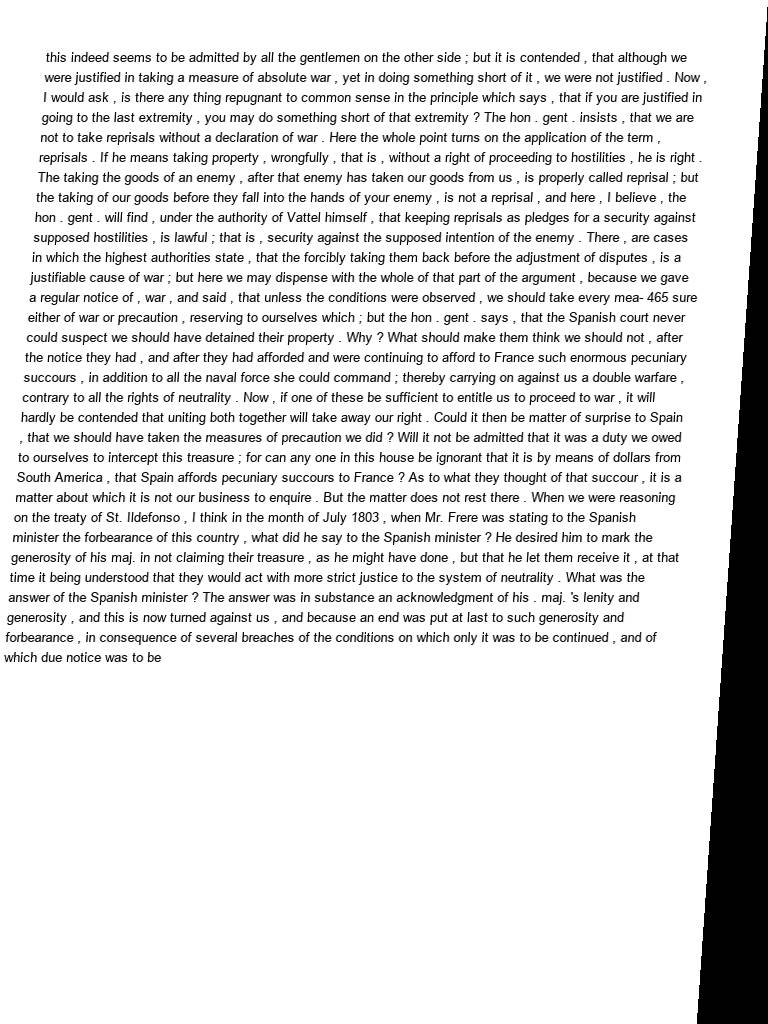 this indeed seems to be admitted by all the gentlemen on the other side ; but it is contended , that although we
were justified in taking a measure of absolute war , yet in doing something short of it , we were not justified . Now ,
I would ask , is there any thing repugnant to common sense in the principle which says , that if you are justified in
going to the last extremity , you may do something short of that extremity ? The hon . gent . insists , that we are
not to take reprisals without a declaration of war . Here the whole point turns on the application of the term ,
reprisals . If he means taking property , wrongfully , that is , without a right of proceeding to hostilities , he is right .
The taking the goods of an enemy , after that enemy has taken our goods from us , is properly called reprisal ; but
the taking of our goods before they fall into the hands of your enemy , is not a reprisal , and here , I believe , the
hon . gent . will find , under the authority of Vattel himself , that keeping reprisals as pledges for a security against
supposed hostilities , is lawful ; that is , security against the supposed intention of the enemy . There , are cases
in which the highest authorities state , that the forcibly taking them back before the adjustment of disputes , is a
justifiable cause of war ; but here we may dispense with the whole of that part of the argument , because we gave
a regular notice of , war , and said , that unless the conditions were observed , we should take every mea- 465 sure
either of war or precaution , reserving to ourselves which ; but the hon . gent . says , that the Spanish court never
could suspect we should have detained their property . Why ? What should make them think we should not , after
the notice they had , and after they had afforded and were continuing to afford to France such enormous pecuniary
succours , in addition to all the naval force she could command ; thereby carrying on against us a double warfare ,
contrary to all the rights of neutrality . Now , if one of these be sufficient to entitle us to proceed to war , it will
hardly be contended that uniting both together will take away our right . Could it then be matter of surprise to Spain
, that we should have taken the measures of precaution we did ? Will it not be admitted that it was a duty we owed
to ourselves to intercept this treasure ; for can any one in this house be ignorant that it is by means of dollars from
South America , that Spain affords pecuniary succours to France ? As to what they thought of that succour , it is a
matter about which it is not our business to enquire . But the matter does not rest there . When we were reasoning
on the treaty of St. Ildefonso , I think in the month of July 1803 , when Mr. Frere was stating to the Spanish
minister the forbearance of this country , what did he say to the Spanish minister ? He desired him to mark the
generosity of his maj. in not claiming their treasure , as he might have done , but that he let them receive it , at that
time it being understood that they would act with more strict justice to the system of neutrality . What was the
answer of the Spanish minister ? The answer was in substance an acknowledgment of his . maj. 's lenity and
generosity , and this is now turned against us , and because an end was put at last to such generosity and
forbearance , in consequence of several breaches of the conditions on which only it was to be continued , and of
which due notice was to be